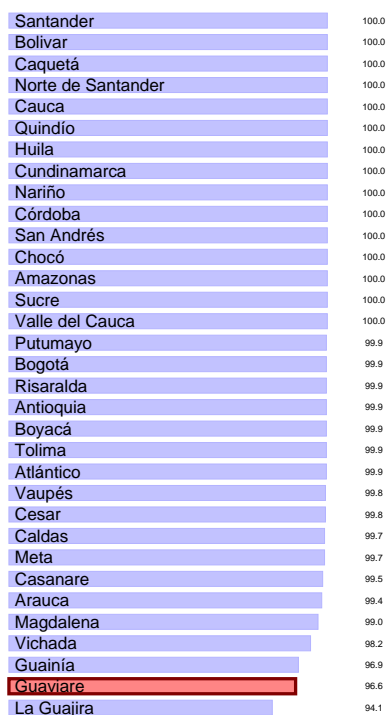 Santander 100.0
Bolivar 100.0
Caquetá 100.0
Norte de Santander 100.0
Cauca 100.0
Quindío 100.0
Huila 100.0
Cundinamarca 100.0
Nariño 100.0
Córdoba 100.0
San Andrés 100.0
Chocó 100.0
Amazonas 100.0
Sucre 100.0
Valle del Cauca 100.0
Putumayo 99.9
Bogotá 99.9
Risaralda 99.9
Antioquia 99.9
Boyacá 99.9
Tolima 99.9
Atlántico 99.9
Vaupés 99.8
Cesar 99.8
Caldas 99.7
Meta 99.7
Casanare 99.5
Arauca 99.4
Magdalena 99.0
Vichada 98.2
Guainía 96.9
Guaviare 96.6
La Guajira 94.1